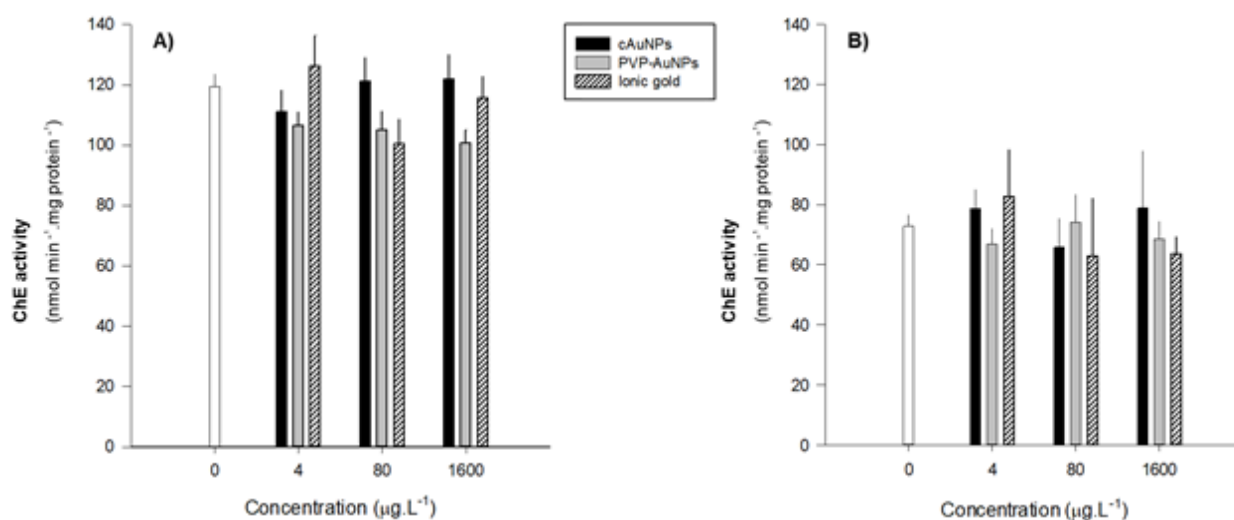 A)
140
120
100
80
60
40
20
0
ChE activity
(nmol min⁻¹.mg protein⁻¹)
0 4 80 1600
Concentration (µg.L⁻¹)
cAuNPs
PVP-AuNPs
Ionic gold
B)
140
120
100
80
60
40
20
0
ChE activity
(nmol min⁻¹.mg protein⁻¹)
0 4 80 1600
Concentration (µg.L⁻¹)